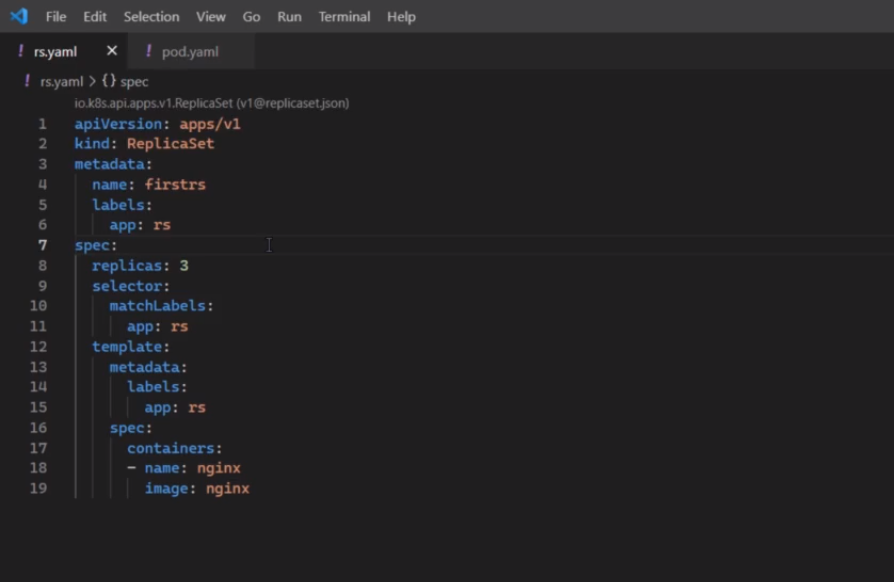 File Edit Selection View Go Run Terminal Help
! rs.yaml × ! pod.yaml
! rs.yaml > {} spec
io.k8s.api.apps.v1.ReplicaSet (v1@replicaset.json)
1 apiVersion: apps/v1
2 kind: ReplicaSet
3 metadata:
4   name: firstrs
5   labels:
6     app: rs
7 spec:
8   replicas: 3
9   selector:
10     matchLabels:
11       app: rs
12   template:
13     metadata:
14       labels:
15         app: rs
16     spec:
17       containers:
18       - name: nginx
19         image: nginx